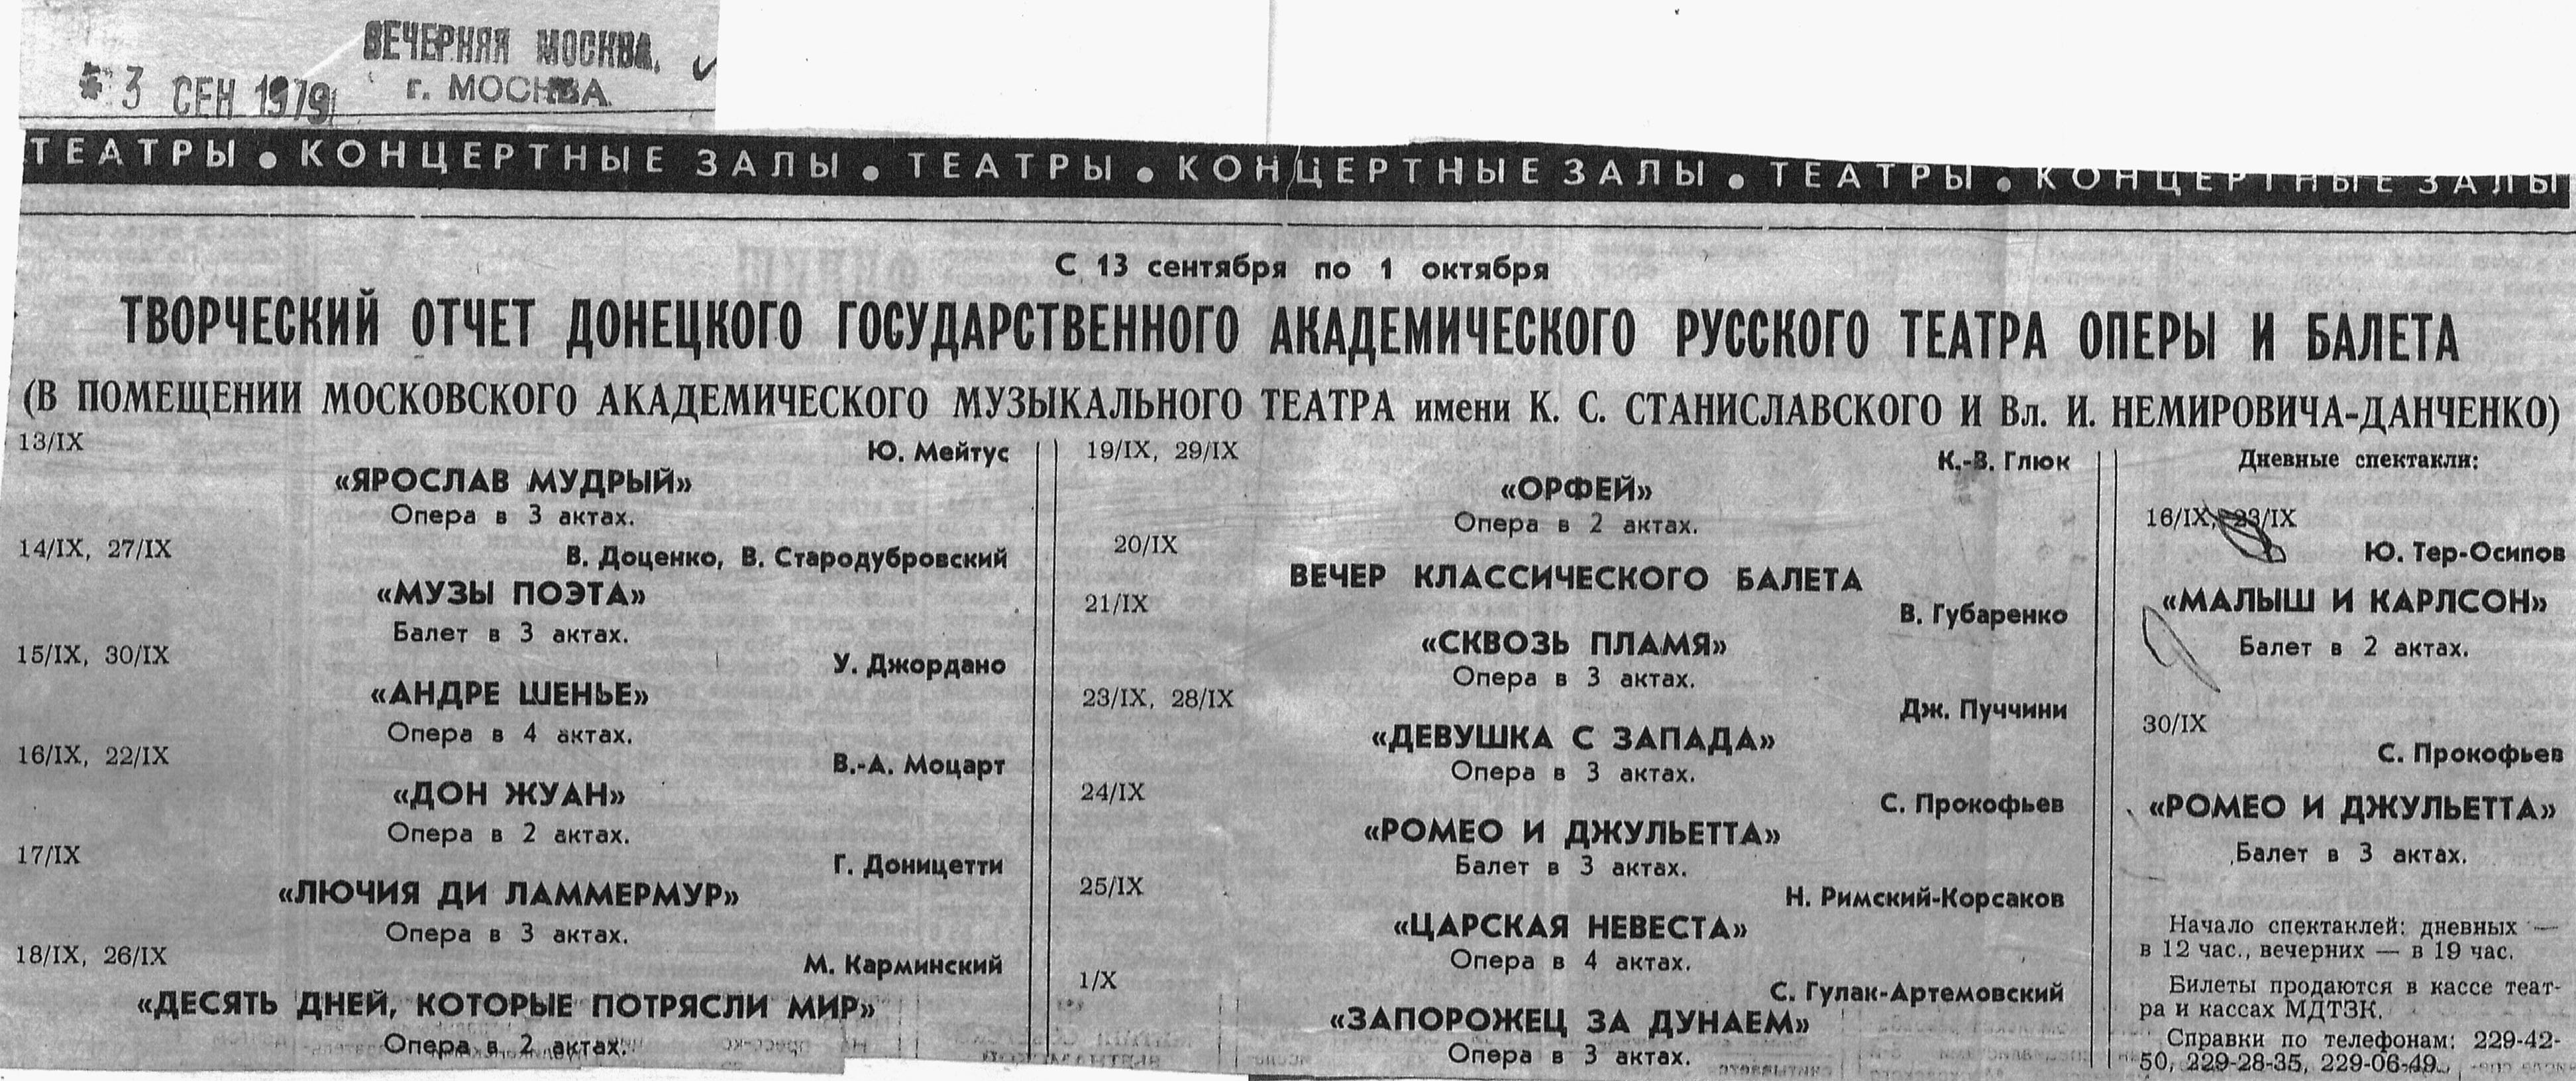 ВЕЧЕРНЯЯ МОСКВА.
г. МОСКВА
3 СЕН 1979
ТЕАТРЫ • КОНЦЕРТНЫЕ ЗАЛЫ • ТЕАТРЫ • КОНЦЕРТНЫЕ ЗАЛЫ • ТЕАТРЫ • КОНЦЕРТНЫЕ ЗАЛЫ
С 13 сентября по 1 октября
ТВОРЧЕСКИЙ ОТЧЕТ ДОНЕЦКОГО ГОСУДАРСТВЕННОГО АКАДЕМИЧЕСКОГО РУССКОГО ТЕАТРА ОПЕРЫ И БАЛЕТА
(В ПОМЕЩЕНИИ МОСКОВСКОГО АКАДЕМИЧЕСКОГО МУЗЫКАЛЬНОГО ТЕАТРА имени К. С. СТАНИСЛАВСКОГО И Вл. И. НЕМИРОВИЧА-ДАНЧЕНКО)
13/IX
Ю. Мейтус
«ЯРОСЛАВ МУДРЫЙ»
Опера в 3 актах.
14/IX, 27/IX
В. Доценко, В. Стародубровский
«МУЗЫ ПОЭТА»
Балет в 3 актах.
15/IX, 30/IX
У. Джордано
«АНДРЕ ШЕНЬЕ»
Опера в 4 актах.
16/IX, 22/IX
В.-А. Моцарт
«ДОН ЖУАН»
Опера в 2 актах.
17/IX
Г. Доницетти
«ЛЮЧИЯ ДИ ЛАММЕРМУР»
Опера в 3 актах.
18/IX, 26/IX
М. Карминский
«ДЕСЯТЬ ДНЕЙ, КОТОРЫЕ ПОТРЯСЛИ МИР»
Опера в 2 актах.
19/IX, 29/IX
К.-В. Глюк
«ОРФЕЙ»
Опера в 2 актах.
20/IX
ВЕЧЕР КЛАССИЧЕСКОГО БАЛЕТА
21/IX
В. Губаренко
«СКВОЗЬ ПЛАМЯ»
Опера в 3 актах.
23/IX, 28/IX
Дж. Пуччини
«ДЕВУШКА С ЗАПАДА»
Опера в 3 актах.
24/IX
С. Прокофьев
«РОМЕО И ДЖУЛЬЕТТА»
Балет в 3 актах.
25/IX
Н. Римский-Корсаков
«ЦАРСКАЯ НЕВЕСТА»
Опера в 4 актах.
1/X
С. Гулак-Артемовский
«ЗАПОРОЖЕЦ ЗА ДУНАЕМ»
Опера в 3 актах.
Дневные спектакли:
16/IX, 23/IX
Ю. Тер-Осипов
«МАЛЫШ И КАРЛСОН»
Балет в 2 актах.
30/IX
С. Прокофьев
«РОМЕО И ДЖУЛЬЕТТА»
Балет в 3 актах.
Начало спектаклей: дневных —
в 12 час., вечерних — в 19 час.
Билеты продаются в кассе теат-
ра и кассах МДТЗК.
Справки по телефонам: 229-42-
50, 229-28-35, 229-06-49.